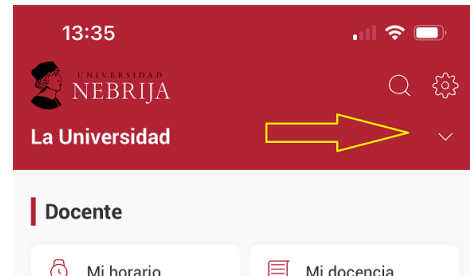 13:35
UNIVERSIDAD
NEBRIJA
La Universidad
Docente
Mi horario
Mi docencia